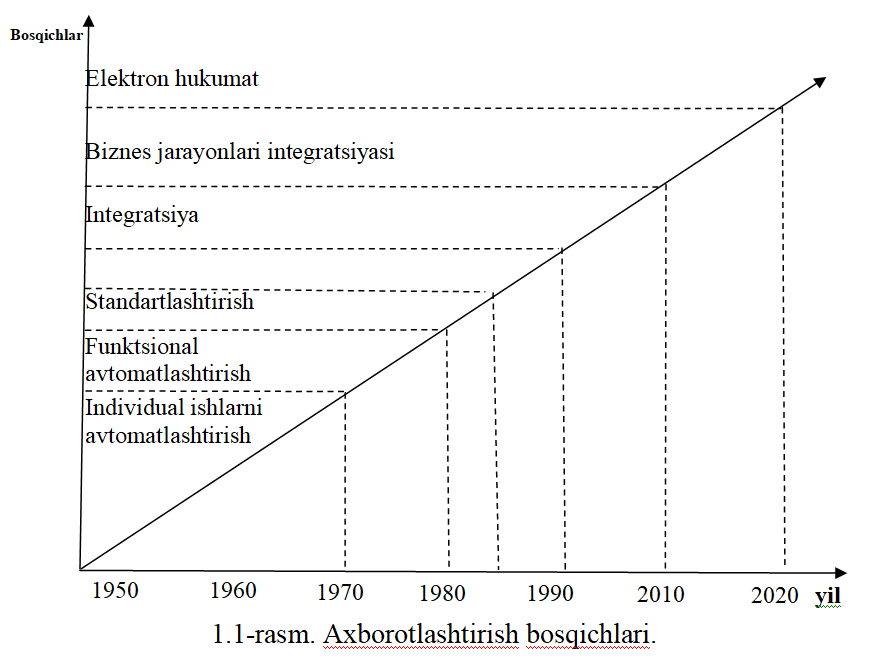 Bosqichlar
Elektron hukumat
Biznes jarayonlari integratsiyasi
Integratsiya
Standartlashtirish
Funktsional
avtomatlashtirish
Individual ishlarni
avtomatlashtirish
1950 1960 1970 1980 1990 2010 2020 yil
1.1-rasm. Axborotlashtirish bosqichlari.